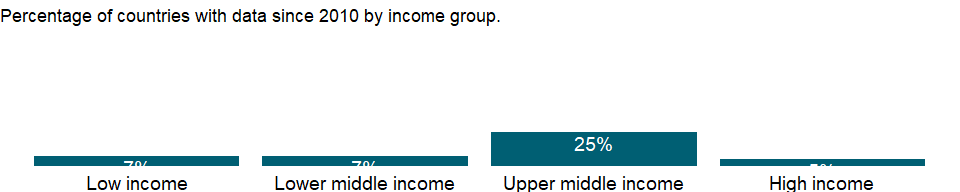 Percentage of countries with data since 2010 by income group.
25%
Low income
Lower middle income
Upper middle income
High income